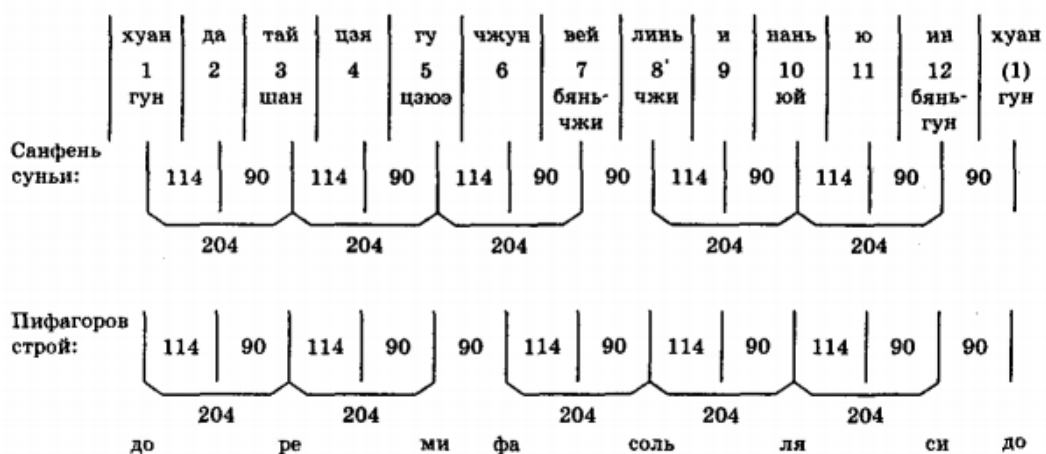 хуан да тай цзя гу чжун вей линь и нань ю ин хуан
1 2 3 4 5 6 7 8' 9 10 11 12 (1)
гун шан цзюэ бянь- чжи юй бянь- гун
чжи гун
Санфень
суньи: 114 90 114 90 114 90 90 114 90 114 90 90
204 204 204 204 204
Пифагоров
строй: 114 90 114 90 90 114 90 114 90 114 90 90
204 204 204 204 204
до ре ми фа соль ля си до